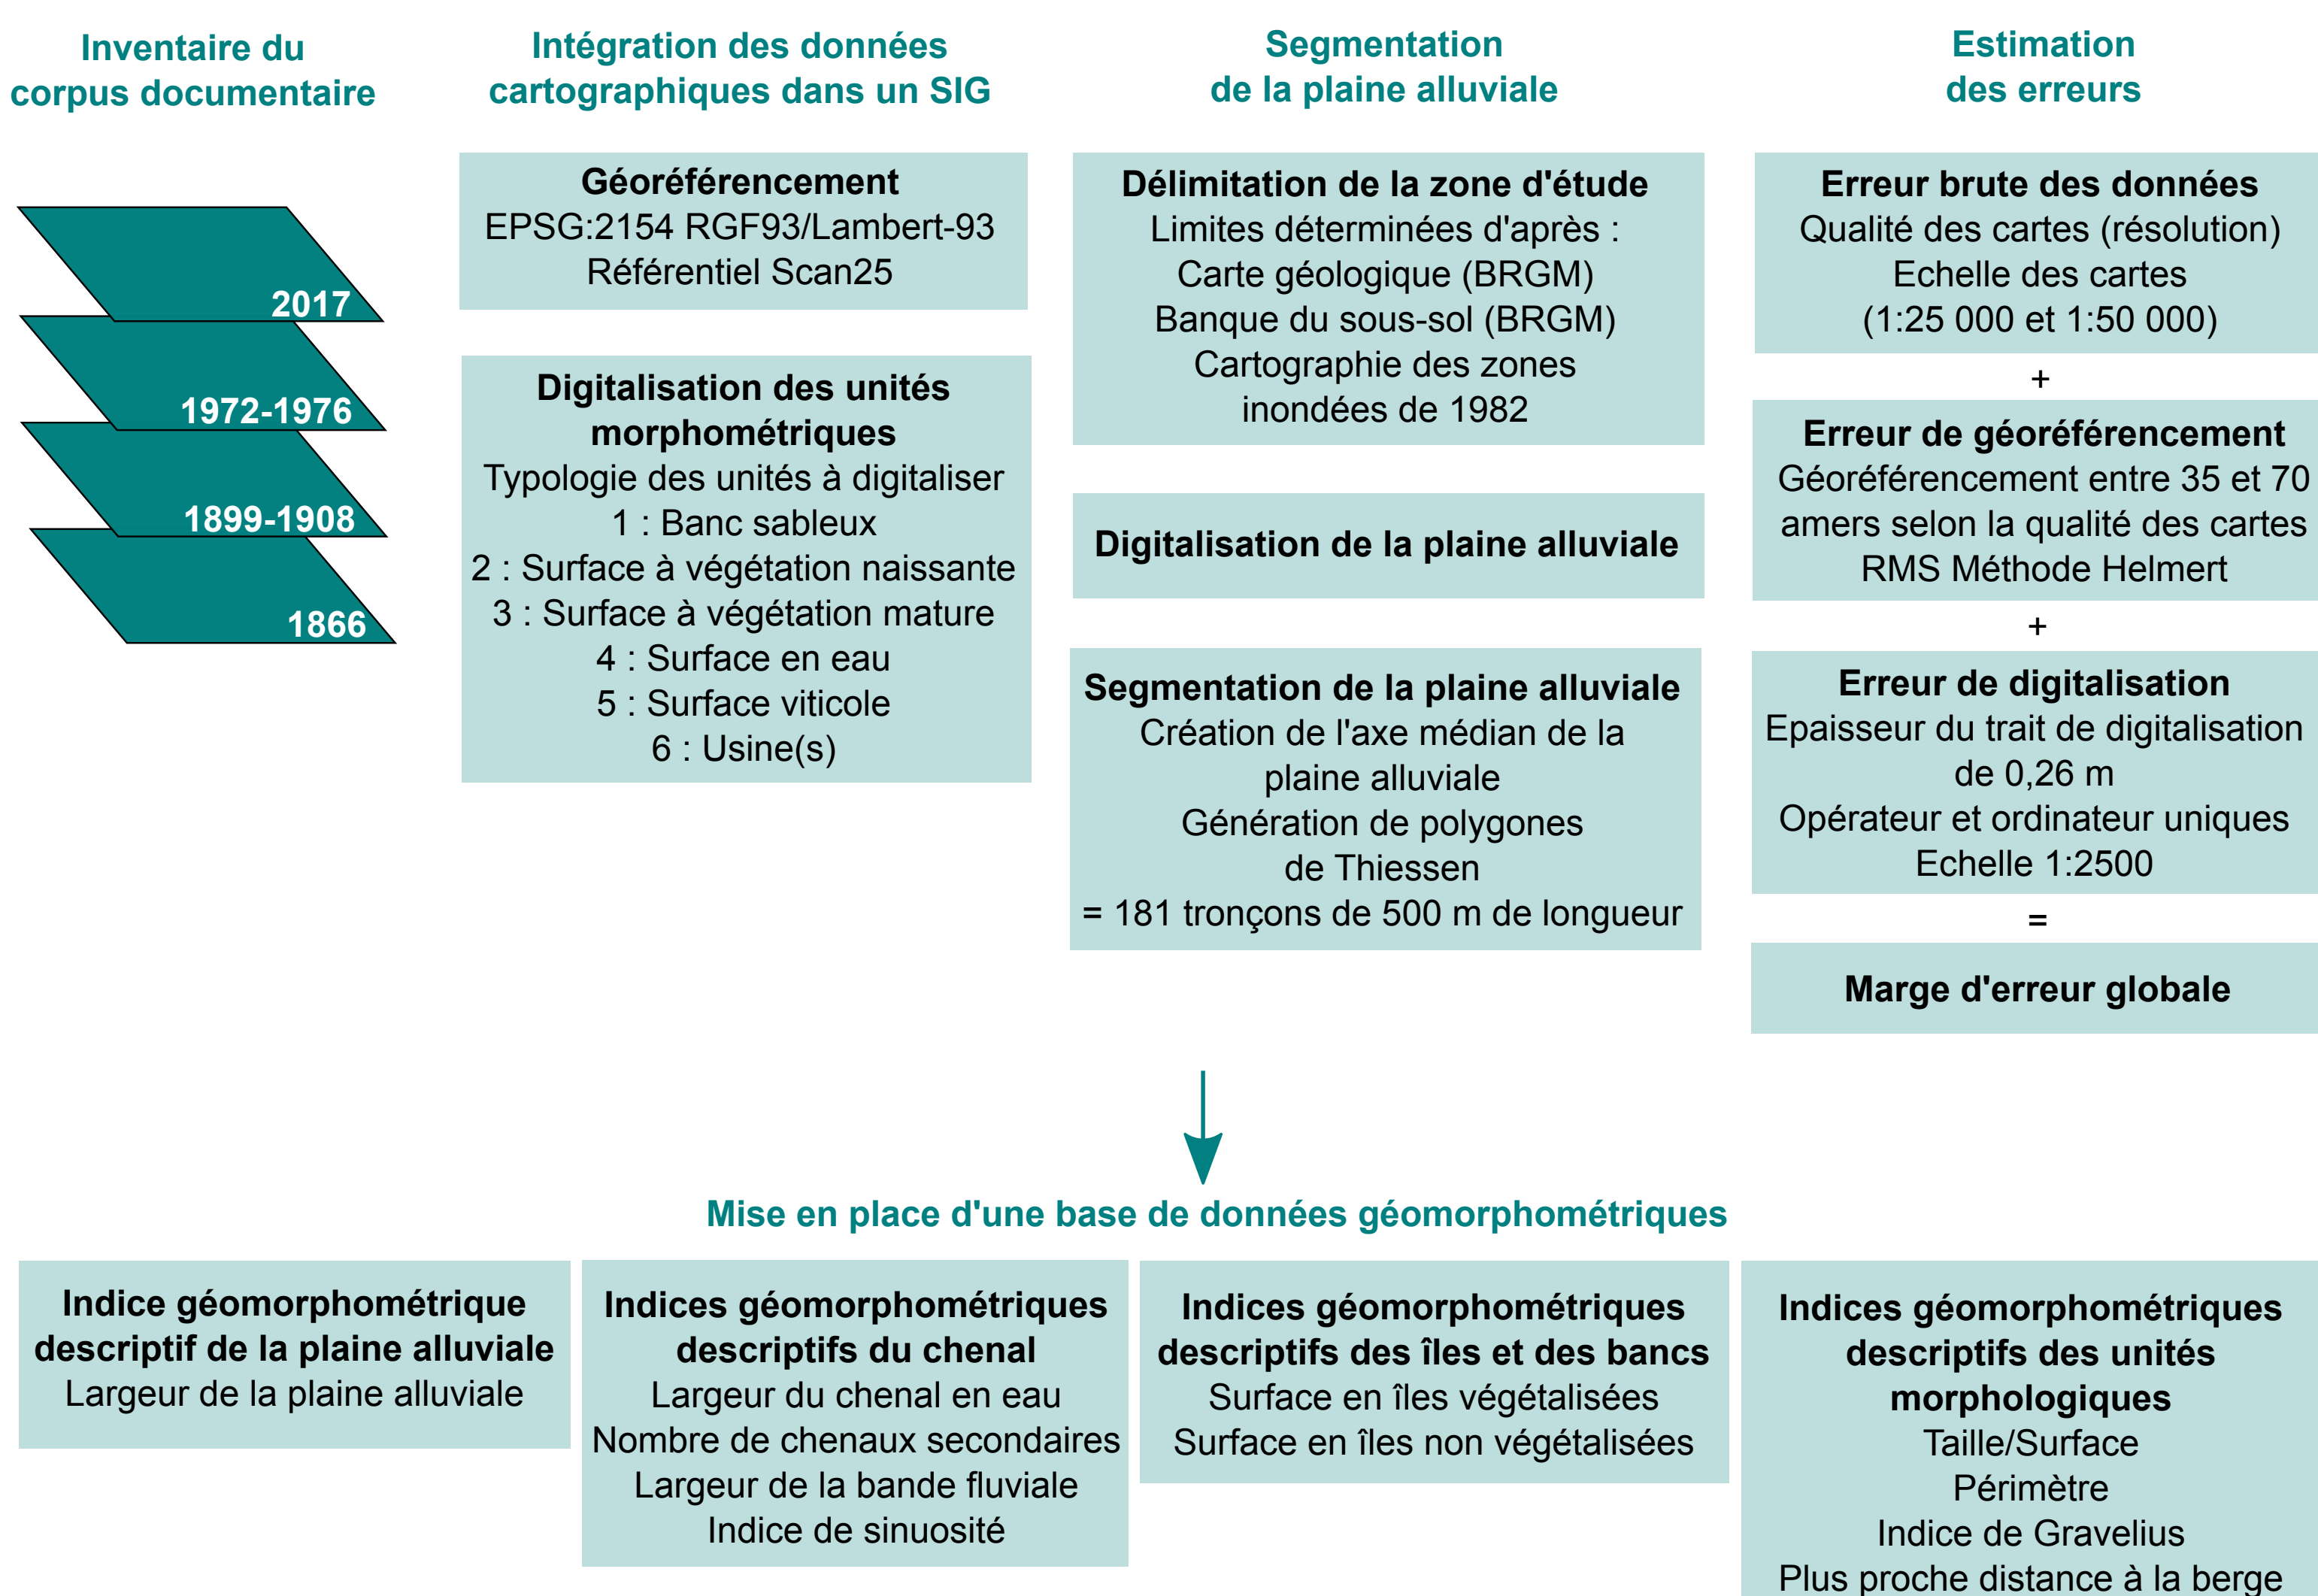 Inventaire du
corpus documentaire
2017
1972-1976
1899-1908
1866
Intégration des données
cartographiques dans un SIG
Géoréférencement
EPSG:2154 RGF93/Lambert-93
Référentiel Scan25
Digitalisation des unités
morphométriques
Typologie des unités à digitaliser
1 : Banc sableux
2 : Surface à végétation naissante
3 : Surface à végétation mature
4 : Surface en eau
5 : Surface viticole
6 : Usine(s)
Segmentation
de la plaine alluviale
Délimitation de la zone d'étude
Limites déterminées d'après :
Carte géologique (BRGM)
Banque du sous-sol (BRGM)
Cartographie des zones
inondées de 1982
Digitalisation de la plaine alluviale
Segmentation de la plaine alluviale
Création de l'axe médian de la
plaine alluviale
Génération de polygones
de Thiessen
= 181 tronçons de 500 m de longueur
Estimation
des erreurs
Erreur brute des données
Qualité des cartes (résolution)
Echelle des cartes
(1:25 000 et 1:50 000)
+
Erreur de géoréférencement
Géoréférencement entre 35 et 70
amers selon la qualité des cartes
RMS Méthode Helmert
+
Erreur de digitalisation
Epaisseur du trait de digitalisation
de 0,26 m
Opérateur et ordinateur uniques
Echelle 1:2500
=
Marge d'erreur globale
Mise en place d'une base de données géomorphométriques
Indice géomorphométrique
descriptif de la plaine alluviale
Largeur de la plaine alluviale
Indices géomorphométriques
descriptifs du chenal
Largeur du chenal en eau
Nombre de chenaux secondaires
Largeur de la bande fluviale
Indice de sinuosité
Indices géomorphométriques
descriptifs des îles et des bancs
Surface en îles végétalisées
Surface en îles non végétalisées
Indices géomorphométriques
descriptifs des unités
morphologiques
Taille/Surface
Périmètre
Indice de Gravelius
Plus proche distance à la berge